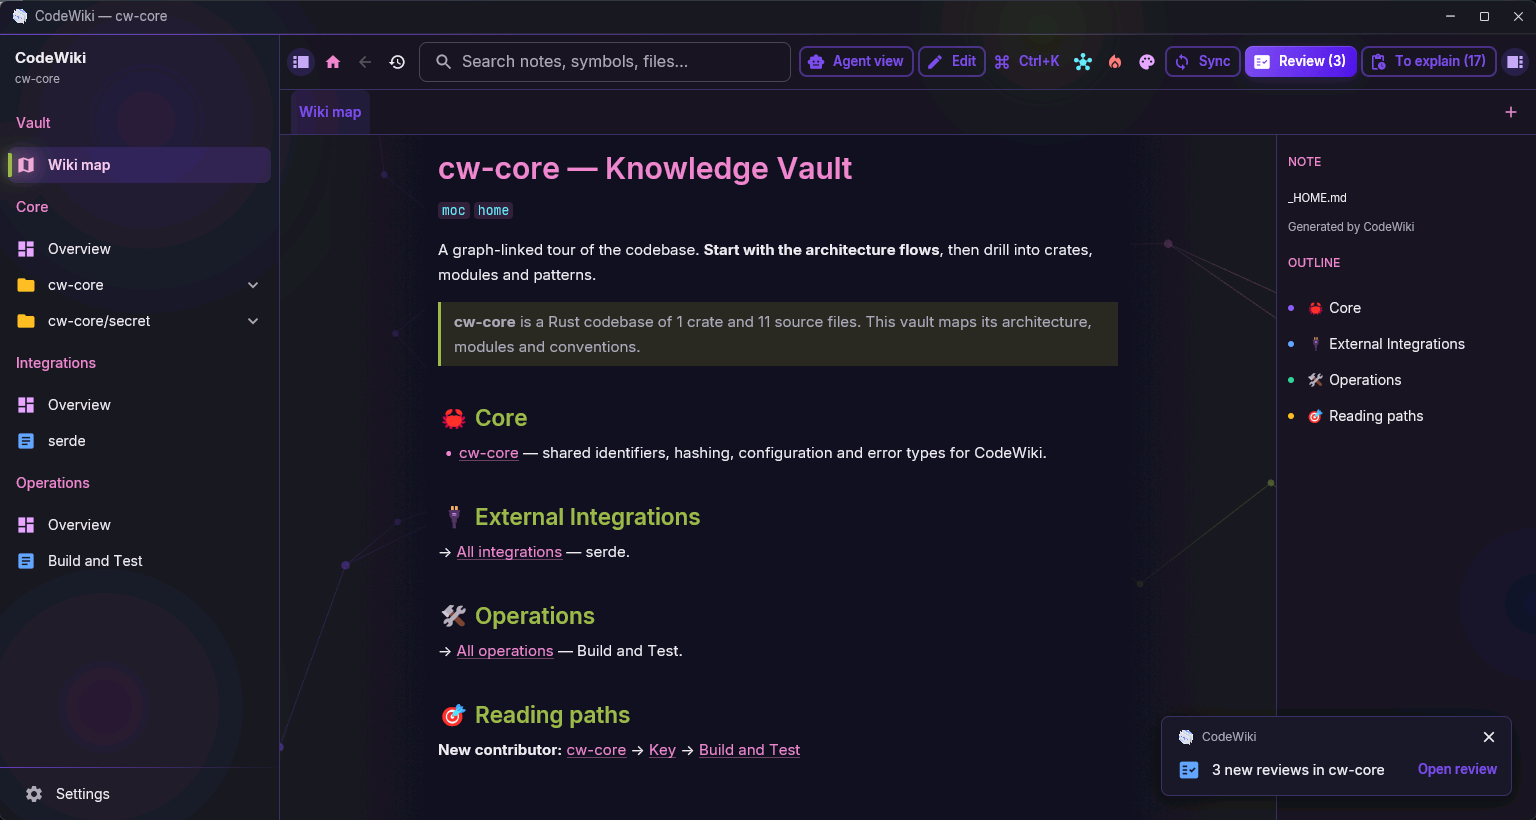 CodeWiki — cw-core
CodeWiki
cw-core
Vault
Wiki map
Core
Overview
cw-core
cw-core/secret
Integrations
Overview
serde
Operations
Overview
Build and Test
Settings
Search notes, symbols, files...
Agent view
Edit
Ctrl+K
Sync
Review (3)
To explain (17)
Wiki map
cw-core — Knowledge Vault
moc home
A graph-linked tour of the codebase. Start with the architecture flows, then drill into crates,
modules and patterns.
cw-core is a Rust codebase of 1 crate and 11 source files. This vault maps its architecture,
modules and conventions.
🦀 Core
• cw-core — shared identifiers, hashing, configuration and error types for CodeWiki.
🔌 External Integrations
→ All integrations — serde.
🛠 Operations
→ All operations — Build and Test.
🎯 Reading paths
New contributor: cw-core → Key → Build and Test
NOTE
_HOME.md
Generated by CodeWiki
OUTLINE
🦀 Core
🔌 External Integrations
🛠 Operations
🎯 Reading paths
CodeWiki
3 new reviews in cw-core
Open review